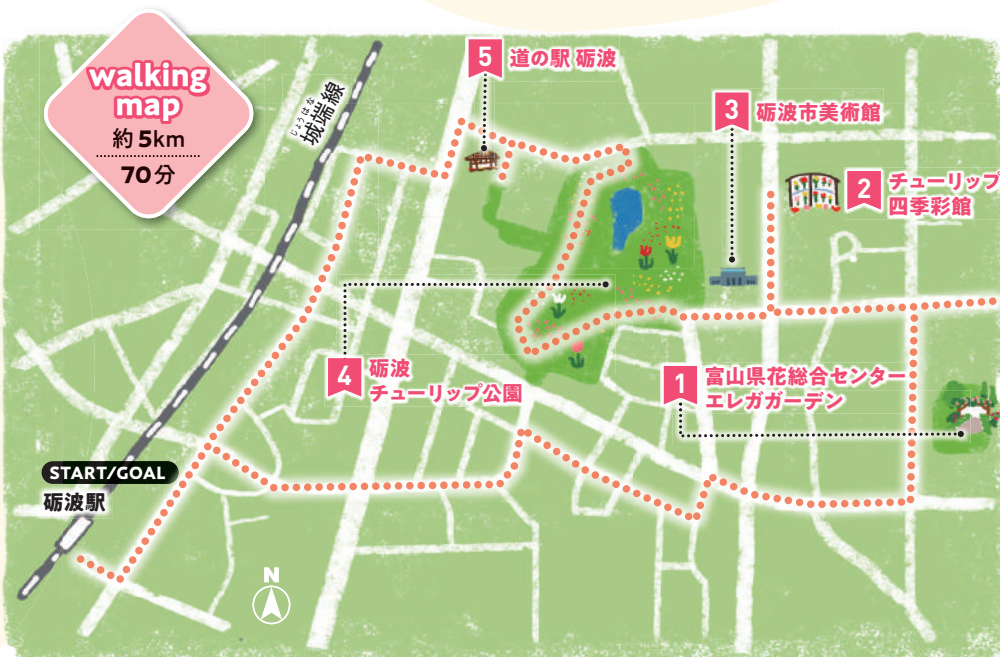 walking
map
約5km
70分
じょうはな
城端線
5 道の駅 砺波
3 砺波市美術館
2 チューリップ
四季彩館
4 砺波
チューリップ公園
1 富山県花総合センター
エレガガーデン
START/GOAL
砺波駅
N